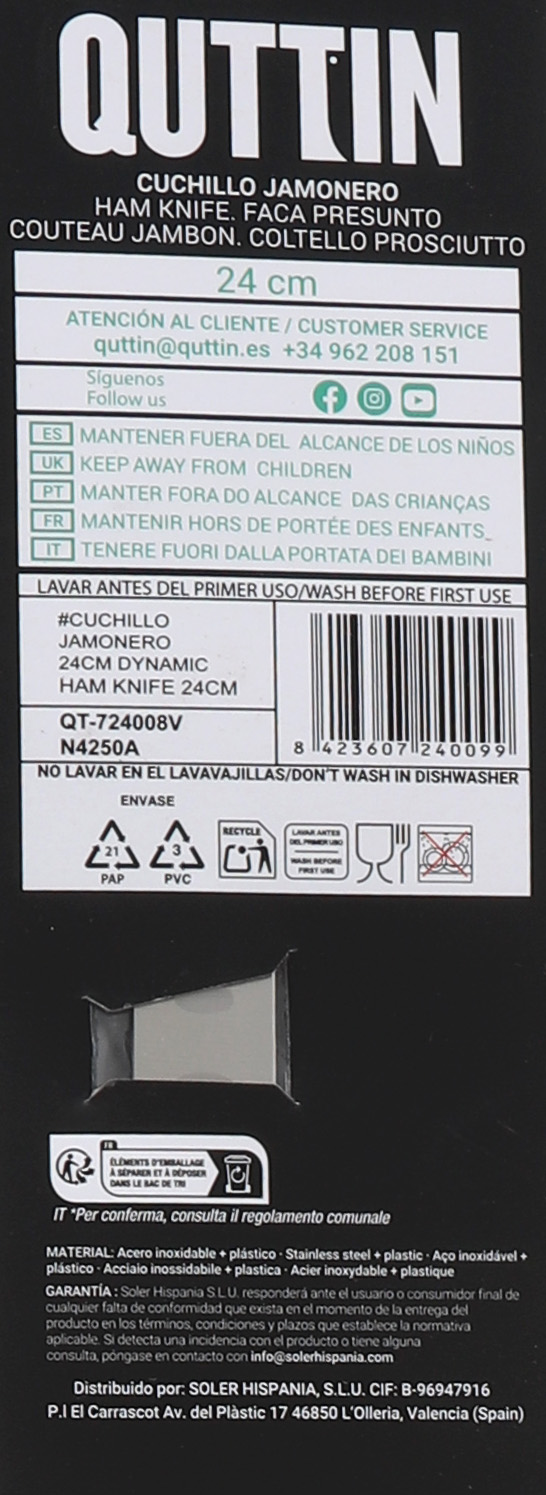 QUTTIN
CUCHILLO JAMONERO
HAM KNIFE. FACA PRESUNTO
COUTEAU JAMBON. COLTELLO PROSCIUTTO
24 cm
ATENCIÓN AL CLIENTE / CUSTOMER SERVICE
quttin@quttin.es +34 962 208 151
Síguenos
Follow us
ES MANTENER FUERA DEL ALCANCE DE LOS NIÑOS
UK KEEP AWAY FROM CHILDREN
PT MANTER FORA DO ALCANCE DAS CRIANÇAS
FR MANTENIR HORS DE PORTÉE DES ENFANTS_
IT TENERE FUORI DALLA PORTATA DEI BAMBINI
LAVAR ANTES DEL PRIMER USO/WASH BEFORE FIRST USE
#CUCHILLO
JAMONERO
24CM DYNAMIC
HAM KNIFE 24CM
QT-724008V
N4250A
8 423607 240099
NO LAVAR EN EL LAVAVAJILLAS/DON'T WASH IN DISHWASHER
ENVASE
21
PAP
3
PVC
RECYCLE
LAVAR ANTES
DEL PRIMER USO
WASH BEFORE
FIRST USE
FR
ÉLÉMENTS D'EMBALLAGE
À SÉPARER ET À DÉPOSER
DANS LE BAC DE TRI
IT *Per conferma, consulta il regolamento comunale
MATERIAL: Acero inoxidable + plástico · Stainless steel + plastic · Aço inoxidável +
plástico · Acciaio inossidabile + plastica · Acier inoxydable + plastique
GARANTÍA : Soler Hispania S.L.U. responderá ante el usuario o consumidor final de
cualquier falta de conformidad que exista en el momento de la entrega del
producto en los términos, condiciones y plazos que establece la normativa
aplicable. Si detecta una incidencia con el producto o tiene alguna
consulta, póngase en contacto con info@solerhispania.com
Distribuido por: SOLER HISPANIA, S.L.U. CIF: B-96947916
P.I El Carrascot Av. del Plàstic 17 46850 L'Olleria, Valencia (Spain)